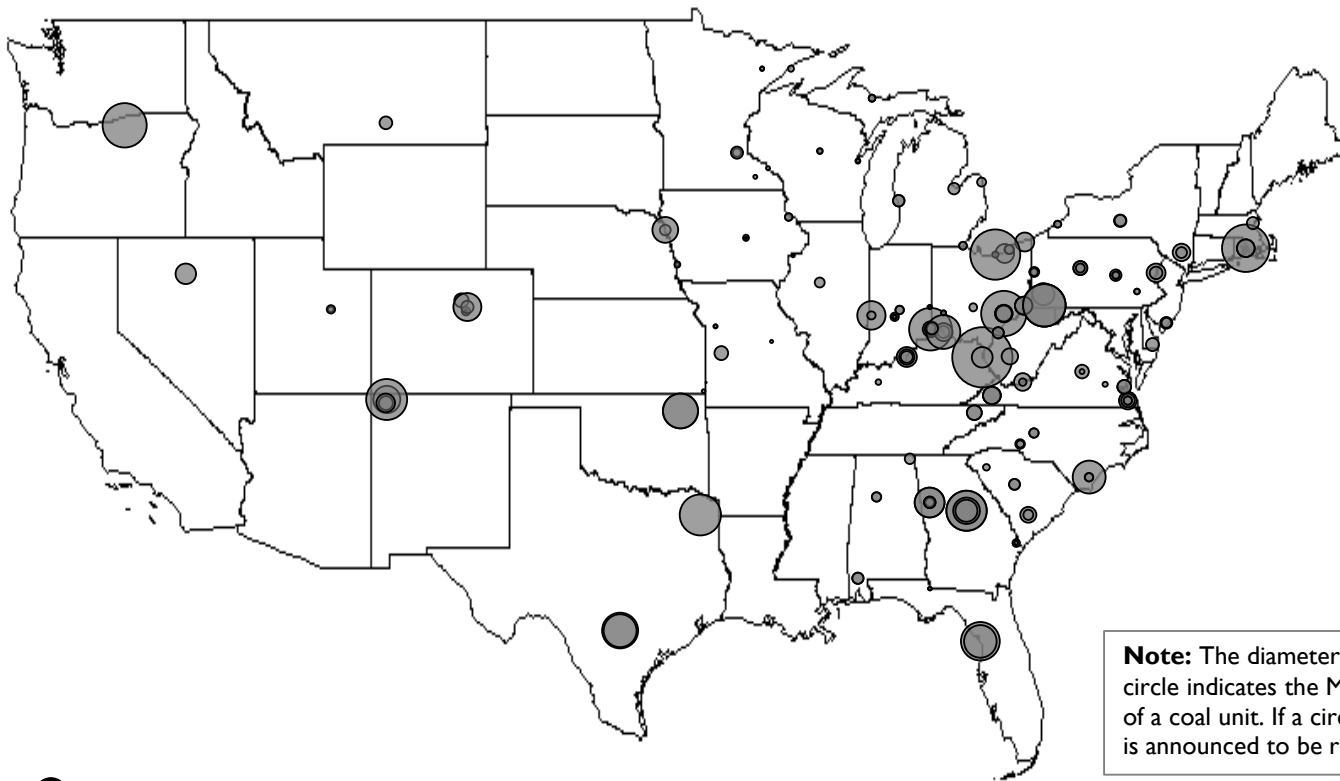 Note: The diameter
circle indicates the M
of a coal unit. If a circ
is announced to be r